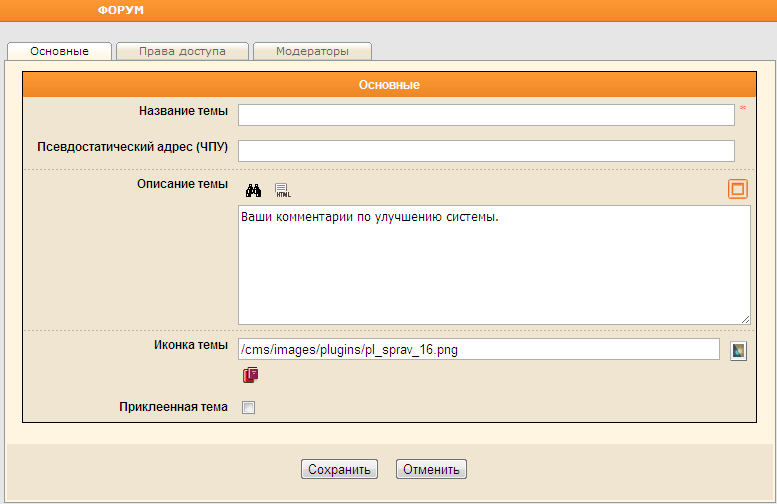 ФОРУМ
Основные Права доступа Модераторы
Основные
Название темы *
Псевдостатический адрес (ЧПУ)
Описание темы
HTML
Ваши комментарии по улучшению системы.
Иконка темы /cms/images/plugins/pl_sprav_16.png
Приклеенная тема
Сохранить Отменить